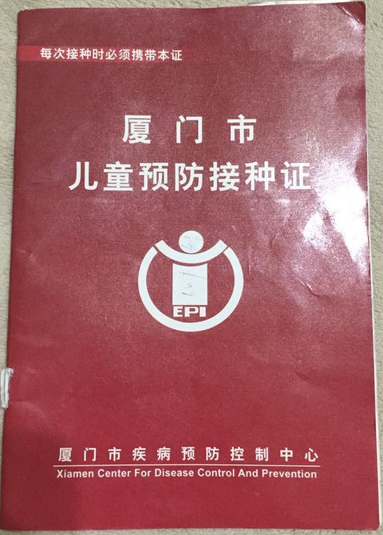 每次接种时必须携带本证
厦门市
儿童预防接种证
EPI
厦门市疾病预防控制中心
Xiamen Center For Disease Control And Prevention